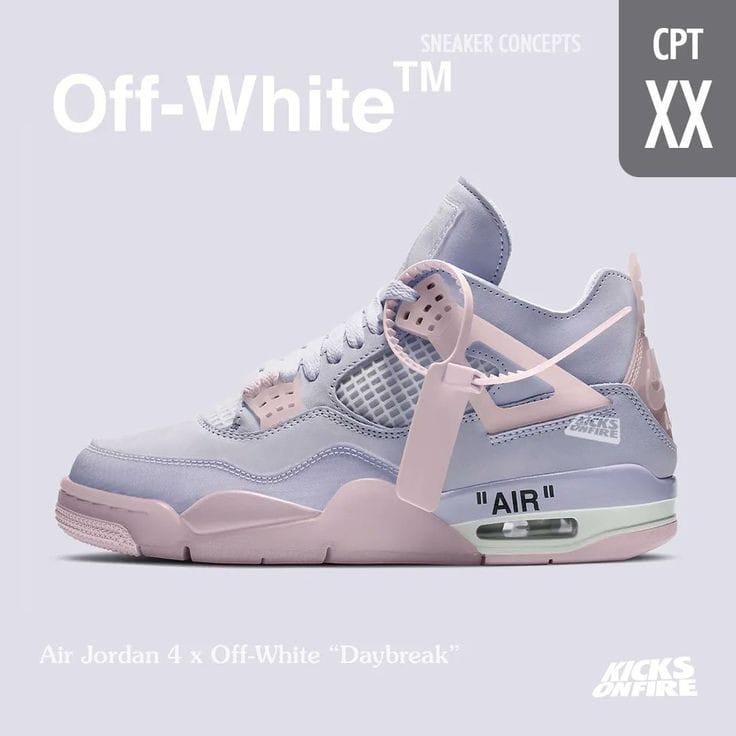 SNEAKER CONCEPTS
Off-White™
CPT
XX
KICKS
ONFIRE
"AIR"
Air Jordan 4 x Off-White “Daybreak”
KICKS
ONFIRE